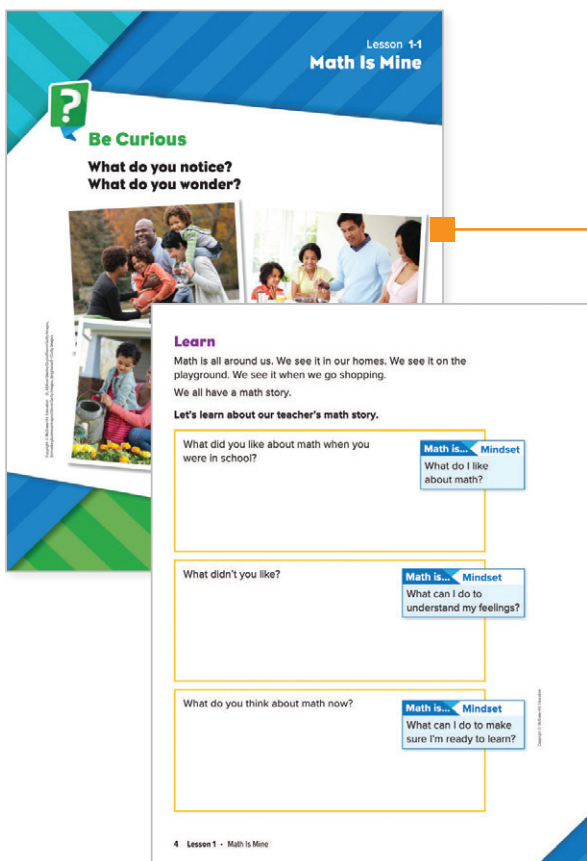 Lesson 1-1
Math Is Mine
?
Be Curious
What do you notice?
What do you wonder?
Learn
Math is all around us. We see it in our homes. We see it on the
playground. We see it when we go shopping.
We all have a math story.
Let's learn about our teacher's math story.
What did you like about math when you
were in school?
Math is... Mindset
What do I like
about math?
What didn't you like?
Math is... Mindset
What can I do to
understand my feelings?
What do you think about math now?
Math is... Mindset
What can I do to make
sure I'm ready to learn?
Copyright © McGraw-Hill Education
4 Lesson 1 • Math Is Mine